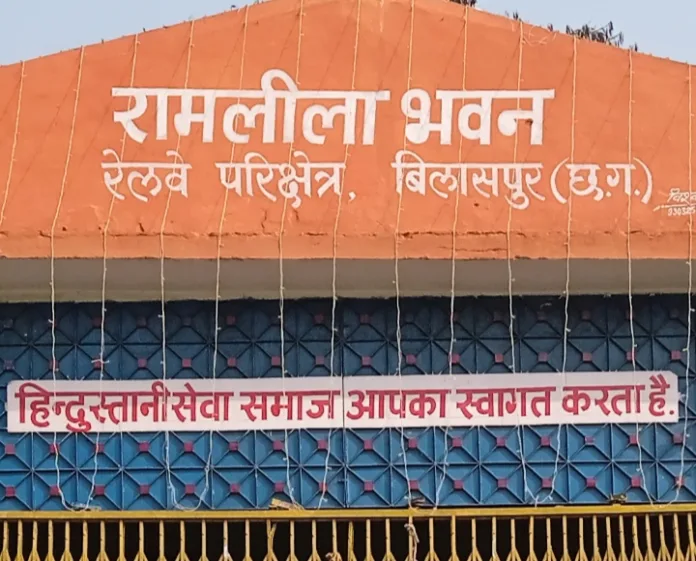 रामलीला भवन
रेलवे परिक्षेत्र, बिलासपुर (छ.ग.)
हिन्दुस्तानी सेवा समाज आपका स्वागत करता है.